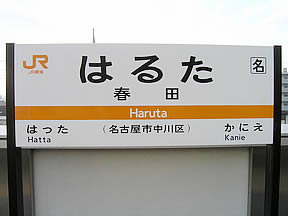 JR
JR東海
はるた
名
春田
Haruta
はった
(名古屋市中川区)
かにえ
Hatta
Kanie